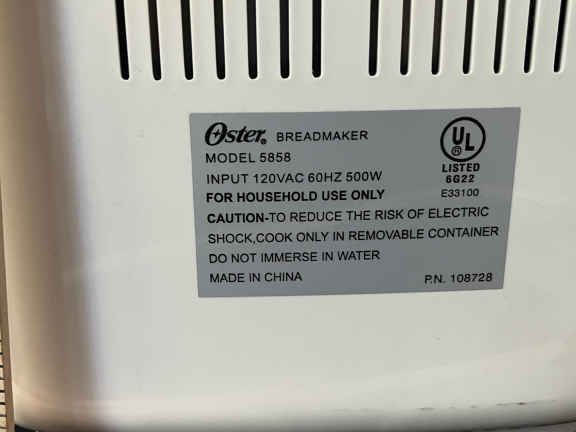 Oster® BREADMAKER
MODEL 5858
INPUT 120VAC 60HZ 500W
FOR HOUSEHOLD USE ONLY
CAUTION-TO REDUCE THE RISK OF ELECTRIC
SHOCK,COOK ONLY IN REMOVABLE CONTAINER
DO NOT IMMERSE IN WATER
MADE IN CHINA
UL®
LISTED
6G22
E33100
P.N. 108728